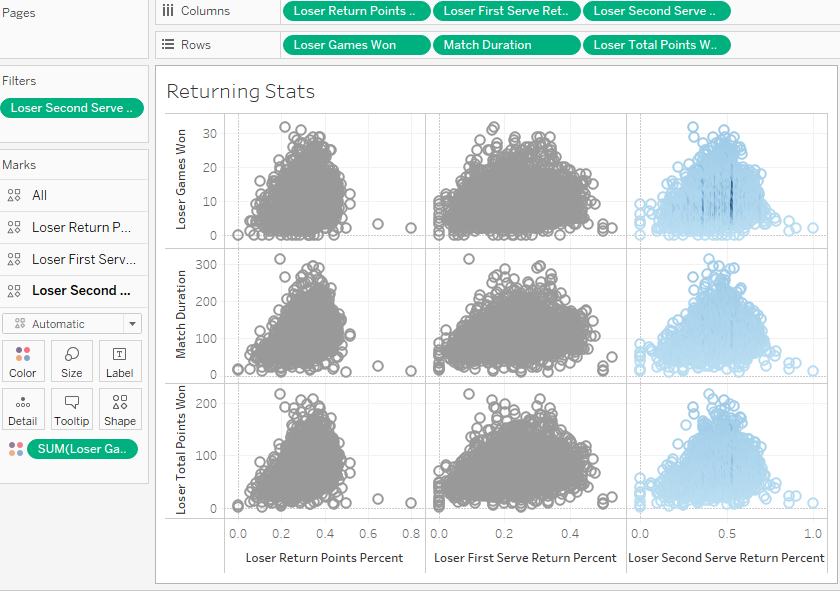 Pages
Columns
Loser Return Points ..
Loser First Serve Ret..
Loser Second Serve ..
Rows
Loser Games Won
Match Duration
Loser Total Points W..
Filters
Loser Second Serve ..
Marks
All
Loser Return P...
Loser First Serv...
Loser Second ...
Automatic
Color
Size
Label
Detail
Tooltip
Shape
SUM(Loser Ga..
Returning Stats
Loser Games Won
30
20
10
0
Match Duration
300
200
100
0
Loser Total Points Won
200
100
0
0.0 0.2 0.4 0.6 0.8
0.0 0.2 0.4
0.0 0.5 1.0
Loser Return Points Percent
Loser First Serve Return Percent
Loser Second Serve Return Percent